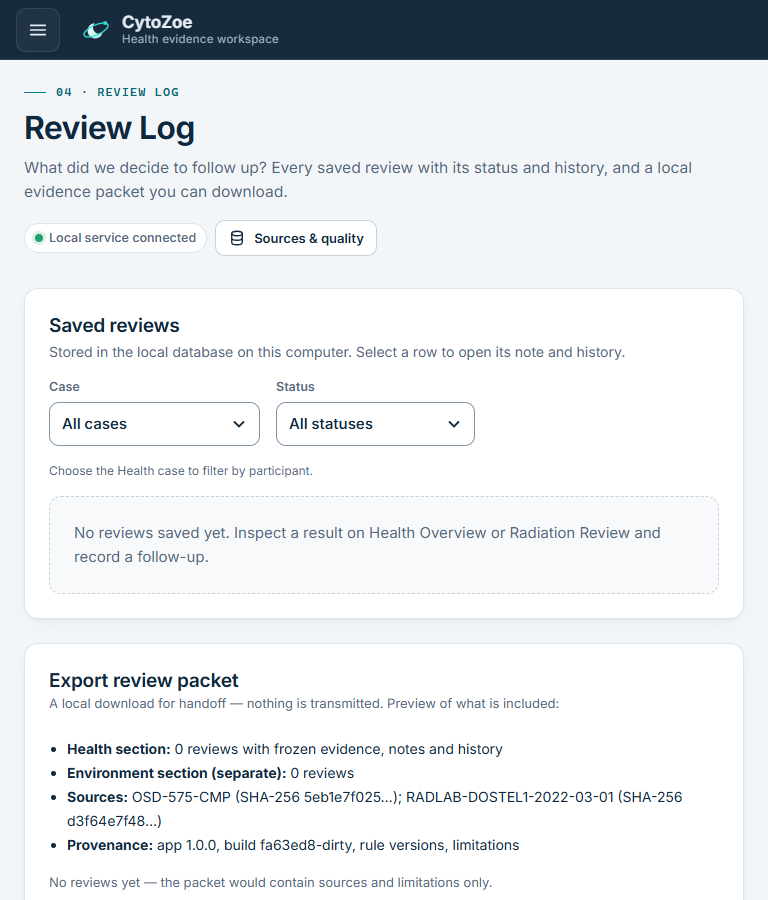 CytoZoe
Health evidence workspace
04 · REVIEW LOG
Review Log
What did we decide to follow up? Every saved review with its status and history, and a local
evidence packet you can download.
Local service connected
Sources & quality
Saved reviews
Stored in the local database on this computer. Select a row to open its note and history.
Case
Status
All cases
All statuses
Choose the Health case to filter by participant.
No reviews saved yet. Inspect a result on Health Overview or Radiation Review and
record a follow-up.
Export review packet
A local download for handoff — nothing is transmitted. Preview of what is included:
Health section: 0 reviews with frozen evidence, notes and history
Environment section (separate): 0 reviews
Sources: OSD-575-CMP (SHA-256 5eb1e7f025…); RADLAB-DOSTEL1-2022-03-01 (SHA-256
d3f64e7f48…)
Provenance: app 1.0.0, build fa63ed8-dirty, rule versions, limitations
No reviews yet — the packet would contain sources and limitations only.